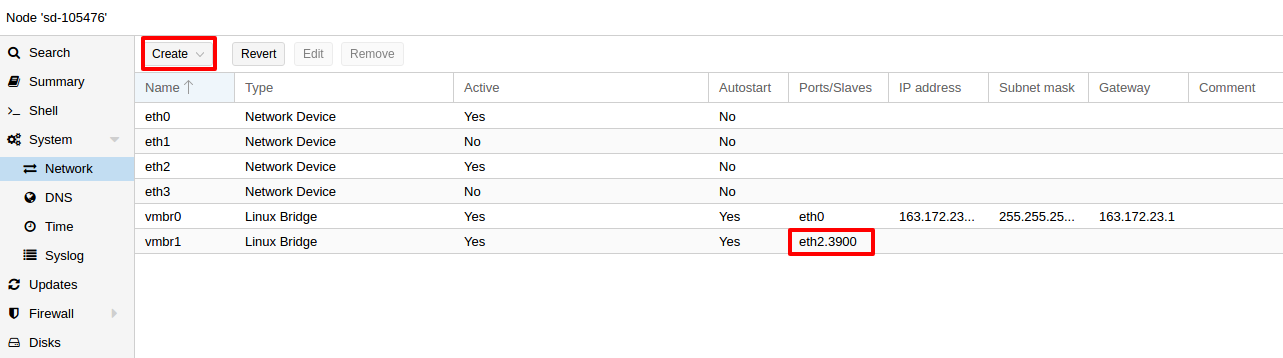 Node 'sd-105476'
Search
Summary
Shell
System
Network
DNS
Time
Syslog
Updates
Firewall
Disks
Create Revert Edit Remove
Name Type Active Autostart Ports/Slaves IP address Subnet mask Gateway Comment
eth0 Network Device Yes No
eth1 Network Device No No
eth2 Network Device Yes No
eth3 Network Device No No
vmbr0 Linux Bridge Yes Yes eth0 163.172.23... 255.255.25... 163.172.23.1
vmbr1 Linux Bridge Yes Yes eth2.3900